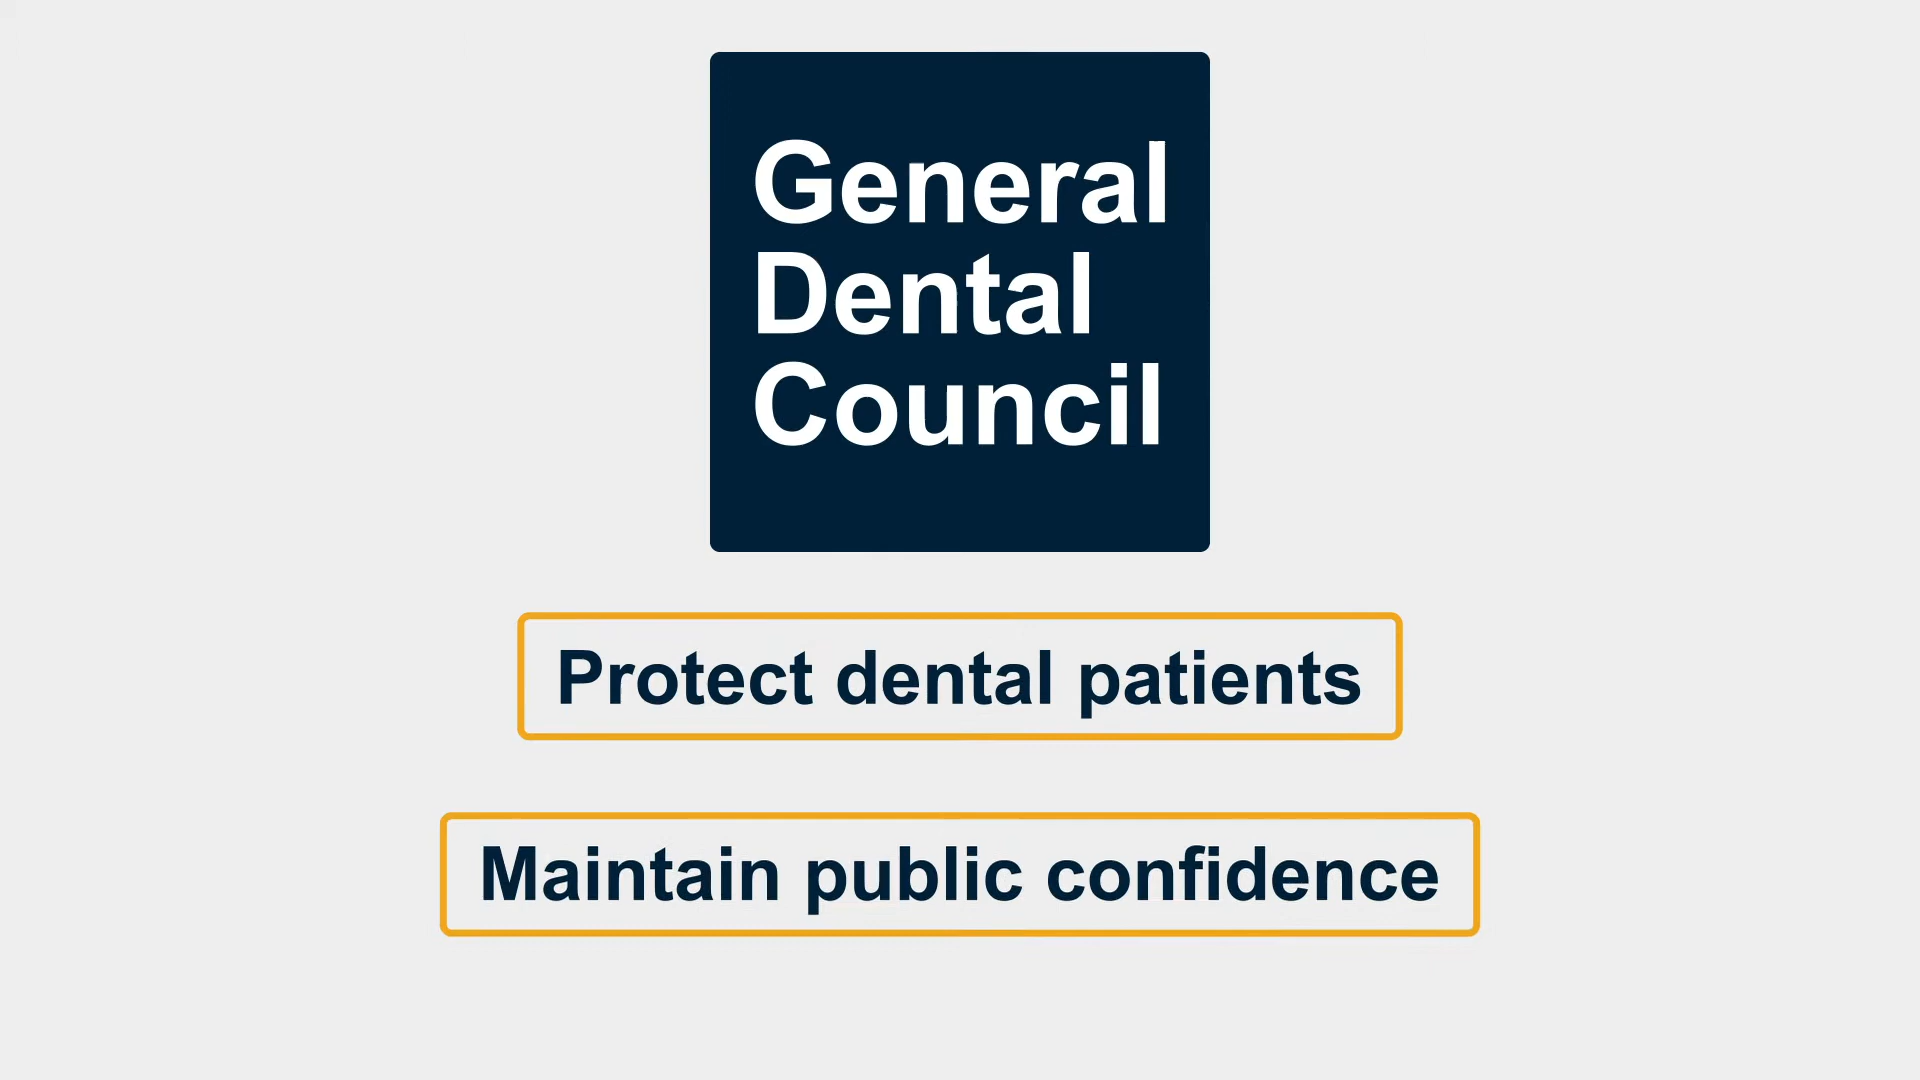 General
Dental
Council
Protect dental patients
Maintain public confidence